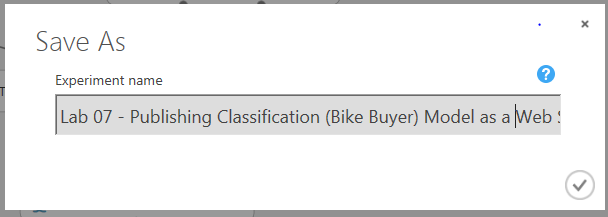 Save As
Experiment name
?
Lab 07 - Publishing Classification (Bike Buyer) Model as a Web